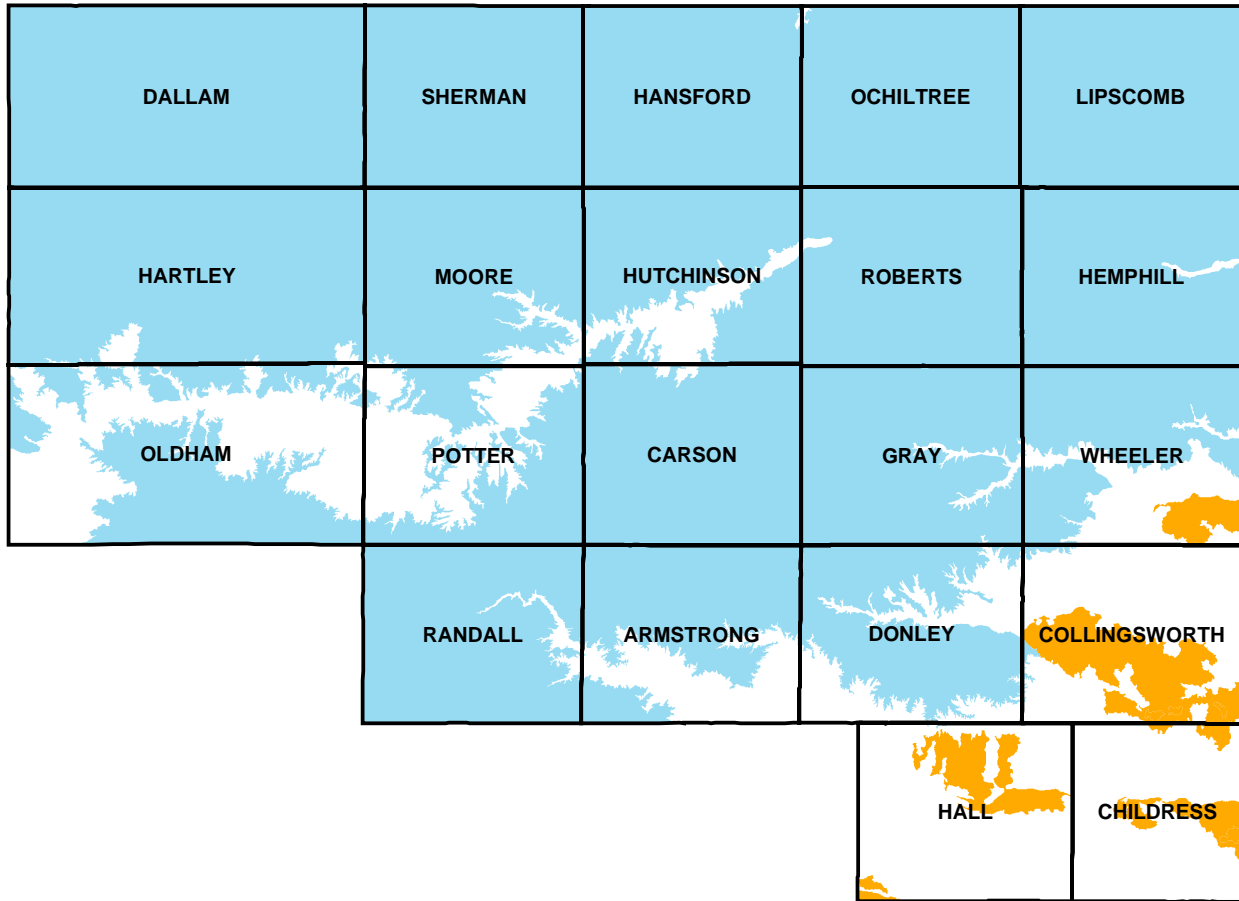 DALLAM
SHERMAN
HANSFORD
OCHILTREE
LIPSCOMB
HARTLEY
MOORE
HUTCHINSON
ROBERTS
HEMPHILL
OLDHAM
POTTER
CARSON
GRAY
WHEELER
RANDALL
ARMSTRONG
DONLEY
COLLINGSWORTH
HALL
CHILDRESS